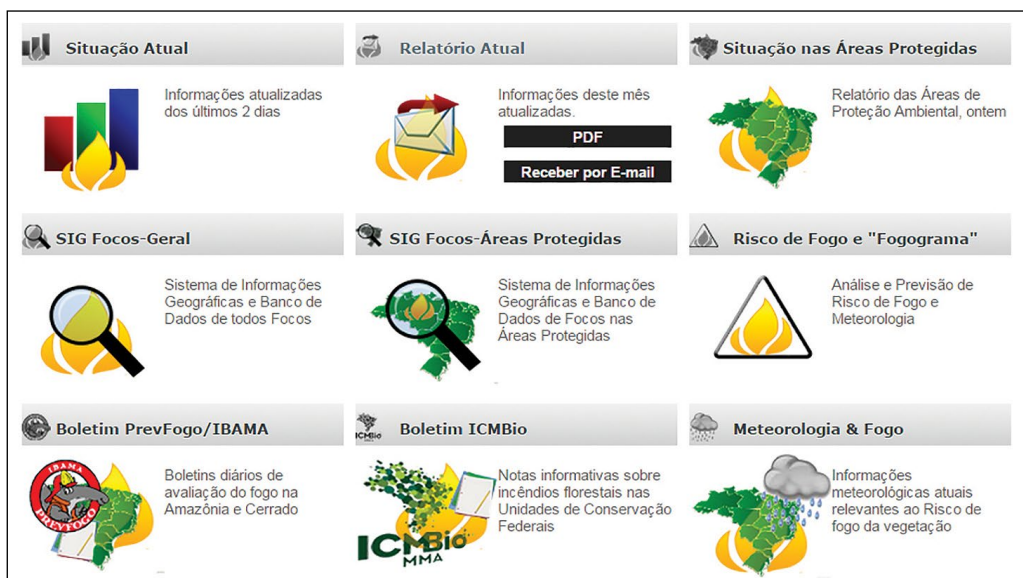 Situação Atual
Informações atualizadas
dos últimos 2 dias
Relatório Atual
Informações deste mês
atualizadas.
PDF
Receber por E-mail
Situação nas Áreas Protegidas
Relatório das Áreas de
Proteção Ambiental, ontem
SIG Focos-Geral
Sistema de Informações
Geográficas e Banco de
Dados de todos Focos
SIG Focos-Áreas Protegidas
Sistema de Informações
Geográficas e Banco de
Dados de Focos nas
Áreas Protegidas
Risco de Fogo e "Fogograma"
Análise e Previsão de
Risco de Fogo e
Meteorologia
Boletim PrevFogo/IBAMA
IBAMA
PREVFOGO
Boletins diários de
avaliação do fogo na
Amazônia e Cerrado
ICMBio
Boletim ICMBio
ICMBio
MMA
Notas informativas sobre
incêndios florestais nas
Unidades de Conservação
Federais
Meteorologia & Fogo
Informações
meteorológicas atuais
relevantes ao Risco de
fogo da vegetação